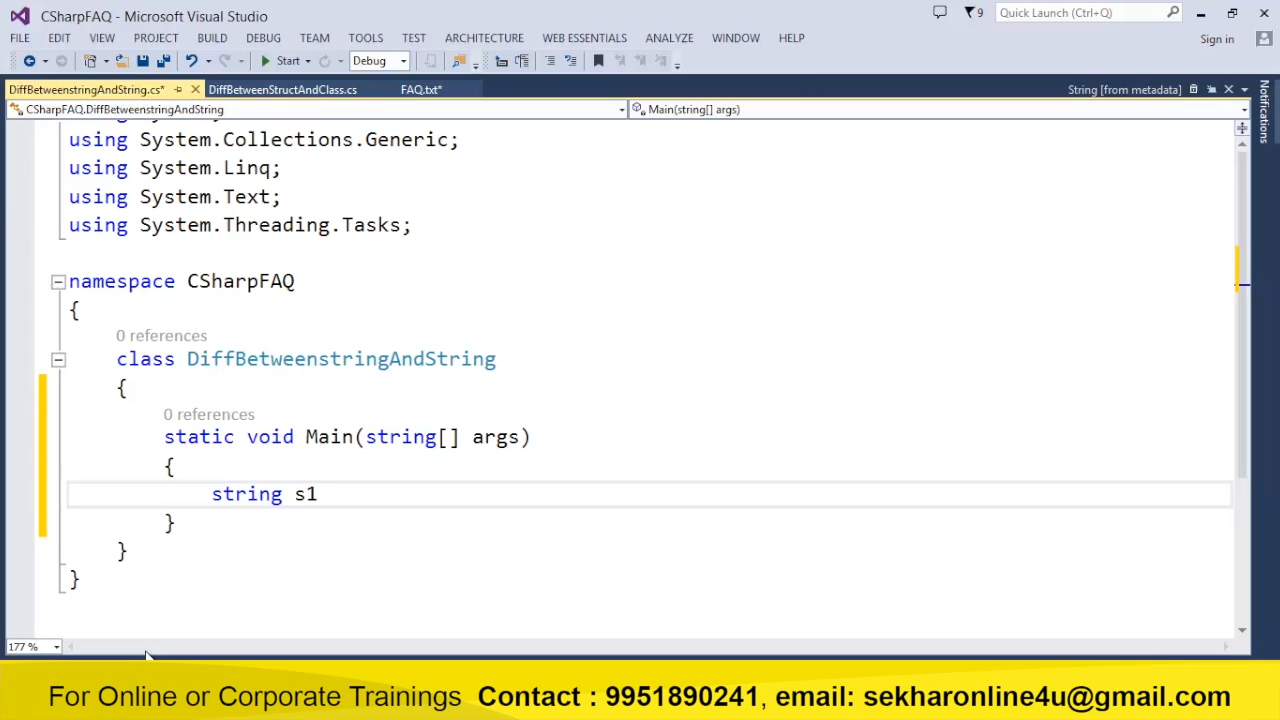 CSharpFAQ - Microsoft Visual Studio
9
Quick Launch (Ctrl+Q)
FILE EDIT VIEW PROJECT BUILD DEBUG TEAM TOOLS TEST ARCHITECTURE WEB ESSENTIALS ANALYZE WINDOW HELP
Sign in
Start Debug
DiffBetweenstringAndString.cs* DiffBetweenStructAndClass.cs FAQ.txt* String [from metadata]
CSharpFAQ.DiffBetweenstringAndString Main(string[] args)
Notifications
using System.Collections.Generic;
using System.Linq;
using System.Text;
using System.Threading.Tasks;
namespace CSharpFAQ
{
0 references
class DiffBetweenstringAndString
{
0 references
static void Main(string[] args)
{
string s1
}
}
}
177 %
For Online or Corporate Trainings Contact : 9951890241, email: sekharonline4u@gmail.com